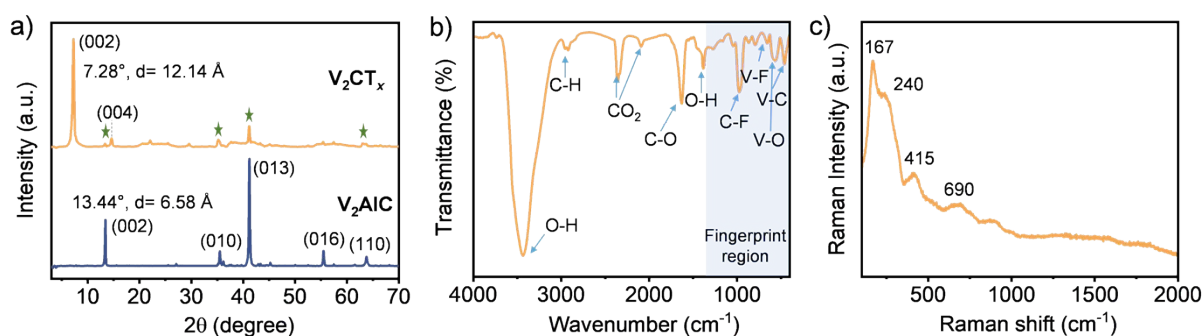 a)
Intensity (a.u.)
(002)
7.28°, d= 12.14 Å
V₂CTₓ
(004)
(013)
13.44°, d= 6.58 Å
V₂AlC
(002)
(010)
(016)
(110)
10 20 30 40 50 60 70
2θ (degree)
b)
Transmittance (%)
C-H
CO₂
C-O
O-H
C-F
V-F
V-C
V-O
O-H
Fingerprint
region
4000 3000 2000 1000
Wavenumber (cm⁻¹)
c)
Raman Intensity (a.u.)
167
240
415
690
500 1000 1500 2000
Raman shift (cm⁻¹)